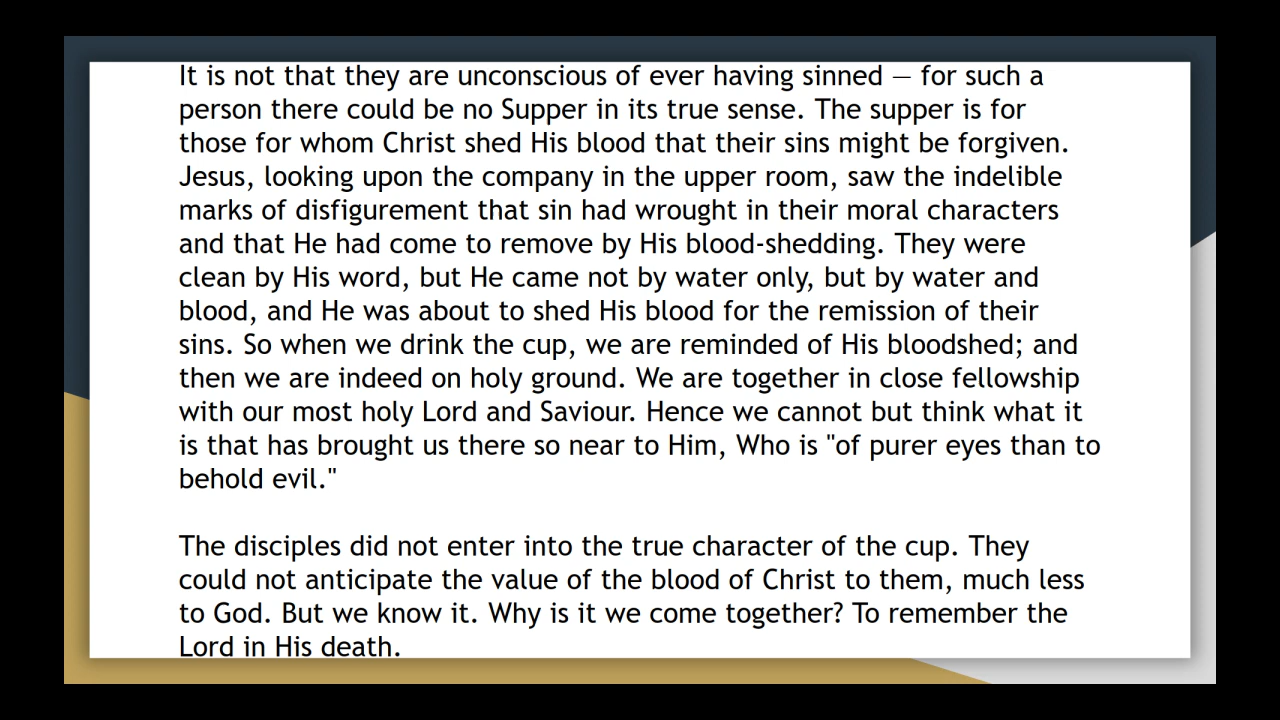 It is not that they are unconscious of ever having sinned — for such a
person there could be no Supper in its true sense. The supper is for
those for whom Christ shed His blood that their sins might be forgiven.
Jesus, looking upon the company in the upper room, saw the indelible
marks of disfigurement that sin had wrought in their moral characters
and that He had come to remove by His blood-shedding. They were
clean by His word, but He came not by water only, but by water and
blood, and He was about to shed His blood for the remission of their
sins. So when we drink the cup, we are reminded of His bloodshed; and
then we are indeed on holy ground. We are together in close fellowship
with our most holy Lord and Saviour. Hence we cannot but think what it
is that has brought us there so near to Him, Who is "of purer eyes than to
behold evil."
The disciples did not enter into the true character of the cup. They
could not anticipate the value of the blood of Christ to them, much less
to God. But we know it. Why is it we come together? To remember the
Lord in His death.